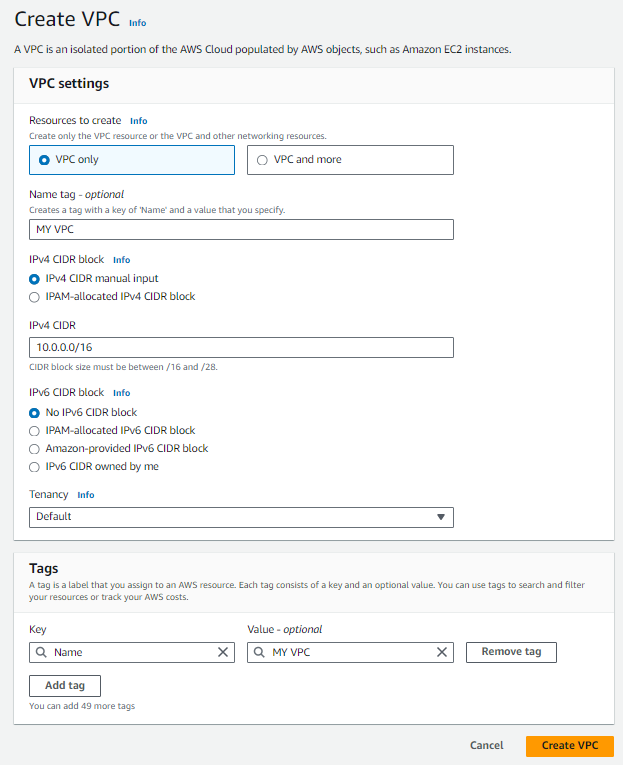 Create VPC Info
A VPC is an isolated portion of the AWS Cloud populated by AWS objects, such as Amazon EC2 instances.
VPC settings
Resources to create Info
Create only the VPC resource or the VPC and other networking resources.
VPC only
VPC and more
Name tag - optional
Creates a tag with a key of 'Name' and a value that you specify.
MY VPC
IPv4 CIDR block Info
IPv4 CIDR manual input
IPAM-allocated IPv4 CIDR block
IPv4 CIDR
10.0.0.0/16
CIDR block size must be between /16 and /28.
IPv6 CIDR block Info
No IPv6 CIDR block
IPAM-allocated IPv6 CIDR block
Amazon-provided IPv6 CIDR block
IPv6 CIDR owned by me
Tenancy Info
Default
Tags
A tag is a label that you assign to an AWS resource. Each tag consists of a key and an optional value. You can use tags to search and filter
your resources or track your AWS costs.
Key
Value - optional
Name
MY VPC
Remove tag
Add tag
You can add 49 more tags
Cancel
Create VPC